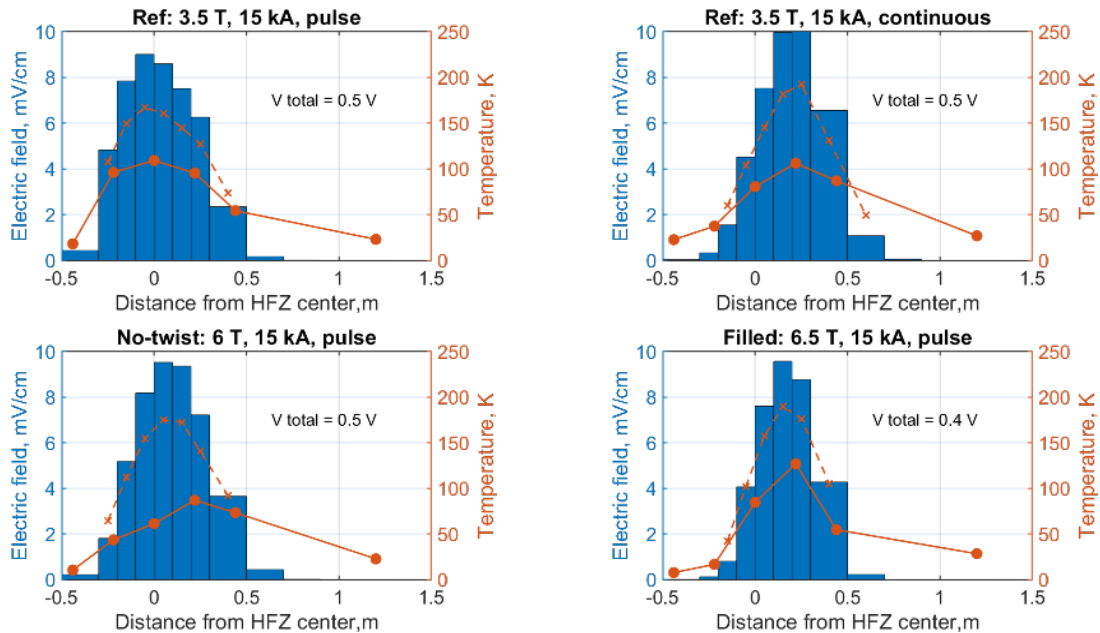 Ref: 3.5 T, 15 kA, pulse
Electric field, mV/cm
10
8
6
4
2
0
V total = 0.5 V
250
200
150
100
50
0
Temperature, K
-0.5 0 0.5 1 1.5
Distance from HFZ center,m
Ref: 3.5 T, 15 kA, continuous
Electric field, mV/cm
10
8
6
4
2
0
V total = 0.5 V
250
200
150
100
50
0
Temperature, K
-0.5 0 0.5 1 1.5
Distance from HFZ center,m
No-twist: 6 T, 15 kA, pulse
Electric field, mV/cm
10
8
6
4
2
0
V total = 0.5 V
250
200
150
100
50
0
Temperature, K
-0.5 0 0.5 1 1.5
Distance from HFZ center,m
Filled: 6.5 T, 15 kA, pulse
Electric field, mV/cm
10
8
6
4
2
0
V total = 0.4 V
250
200
150
100
50
0
Temperature, K
-0.5 0 0.5 1 1.5
Distance from HFZ center,m